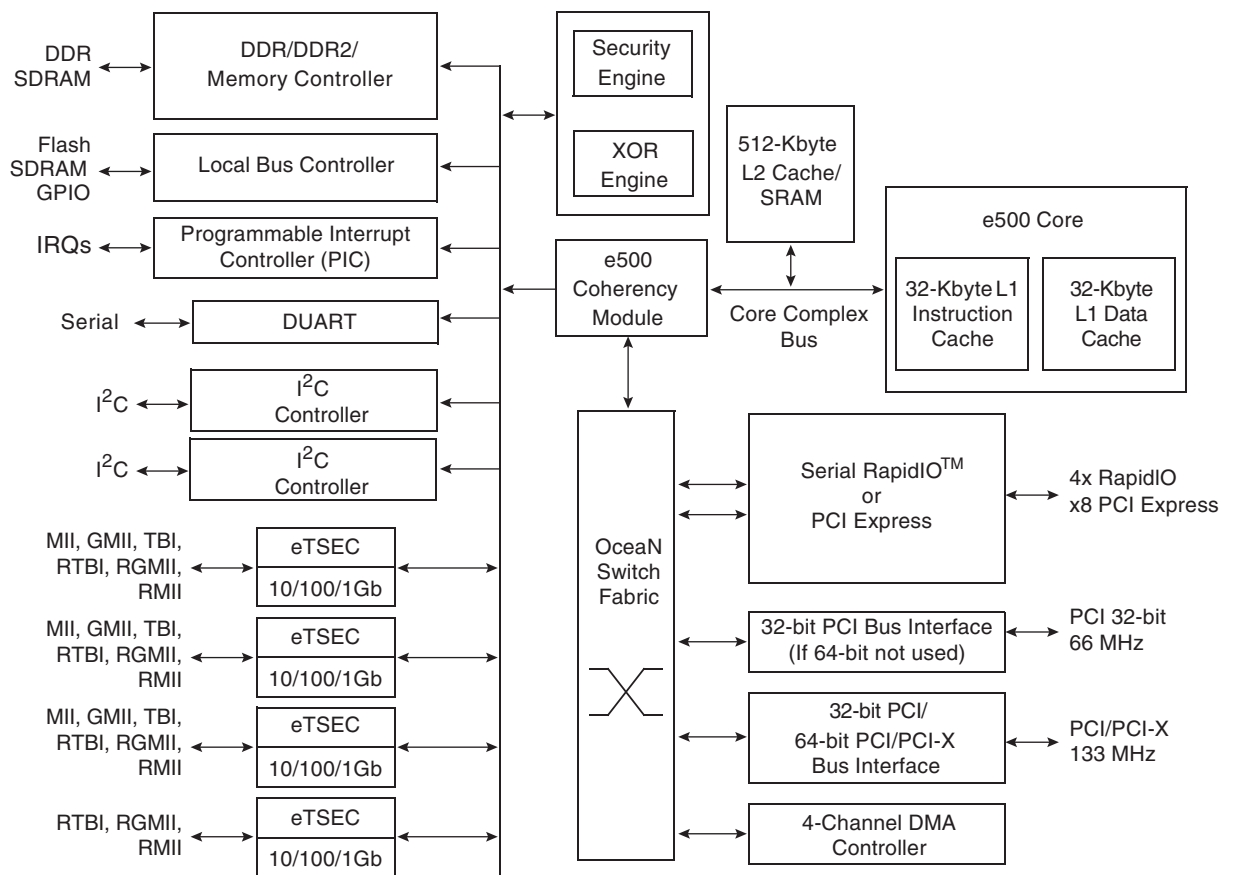 DDR
SDRAM
DDR/DDR2/
Memory Controller
Flash
SDRAM
GPIO
Local Bus Controller
IRQs
Programmable Interrupt
Controller (PIC)
Serial
DUART
I²C
I²C
Controller
I²C
I²C
Controller
MII, GMII, TBI,
RTBI, RGMII,
RMII
eTSEC
10/100/1Gb
MII, GMII, TBI,
RTBI, RGMII,
RMII
eTSEC
10/100/1Gb
MII, GMII, TBI,
RTBI, RGMII,
RMII
eTSEC
10/100/1Gb
RTBI, RGMII,
RMII
eTSEC
10/100/1Gb
Security
Engine
XOR
Engine
e500
Coherency
Module
512-Kbyte
L2 Cache/
SRAM
Core Complex
Bus
e500 Core
32-Kbyte L1
Instruction
Cache
32-Kbyte
L1 Data
Cache
OceaN
Switch
Fabric
Serial RapidIO™
or
PCI Express
4x RapidIO
x8 PCI Express
32-bit PCI Bus Interface
(If 64-bit not used)
PCI 32-bit
66 MHz
32-bit PCI/
64-bit PCI/PCI-X
Bus Interface
PCI/PCI-X
133 MHz
4-Channel DMA
Controller